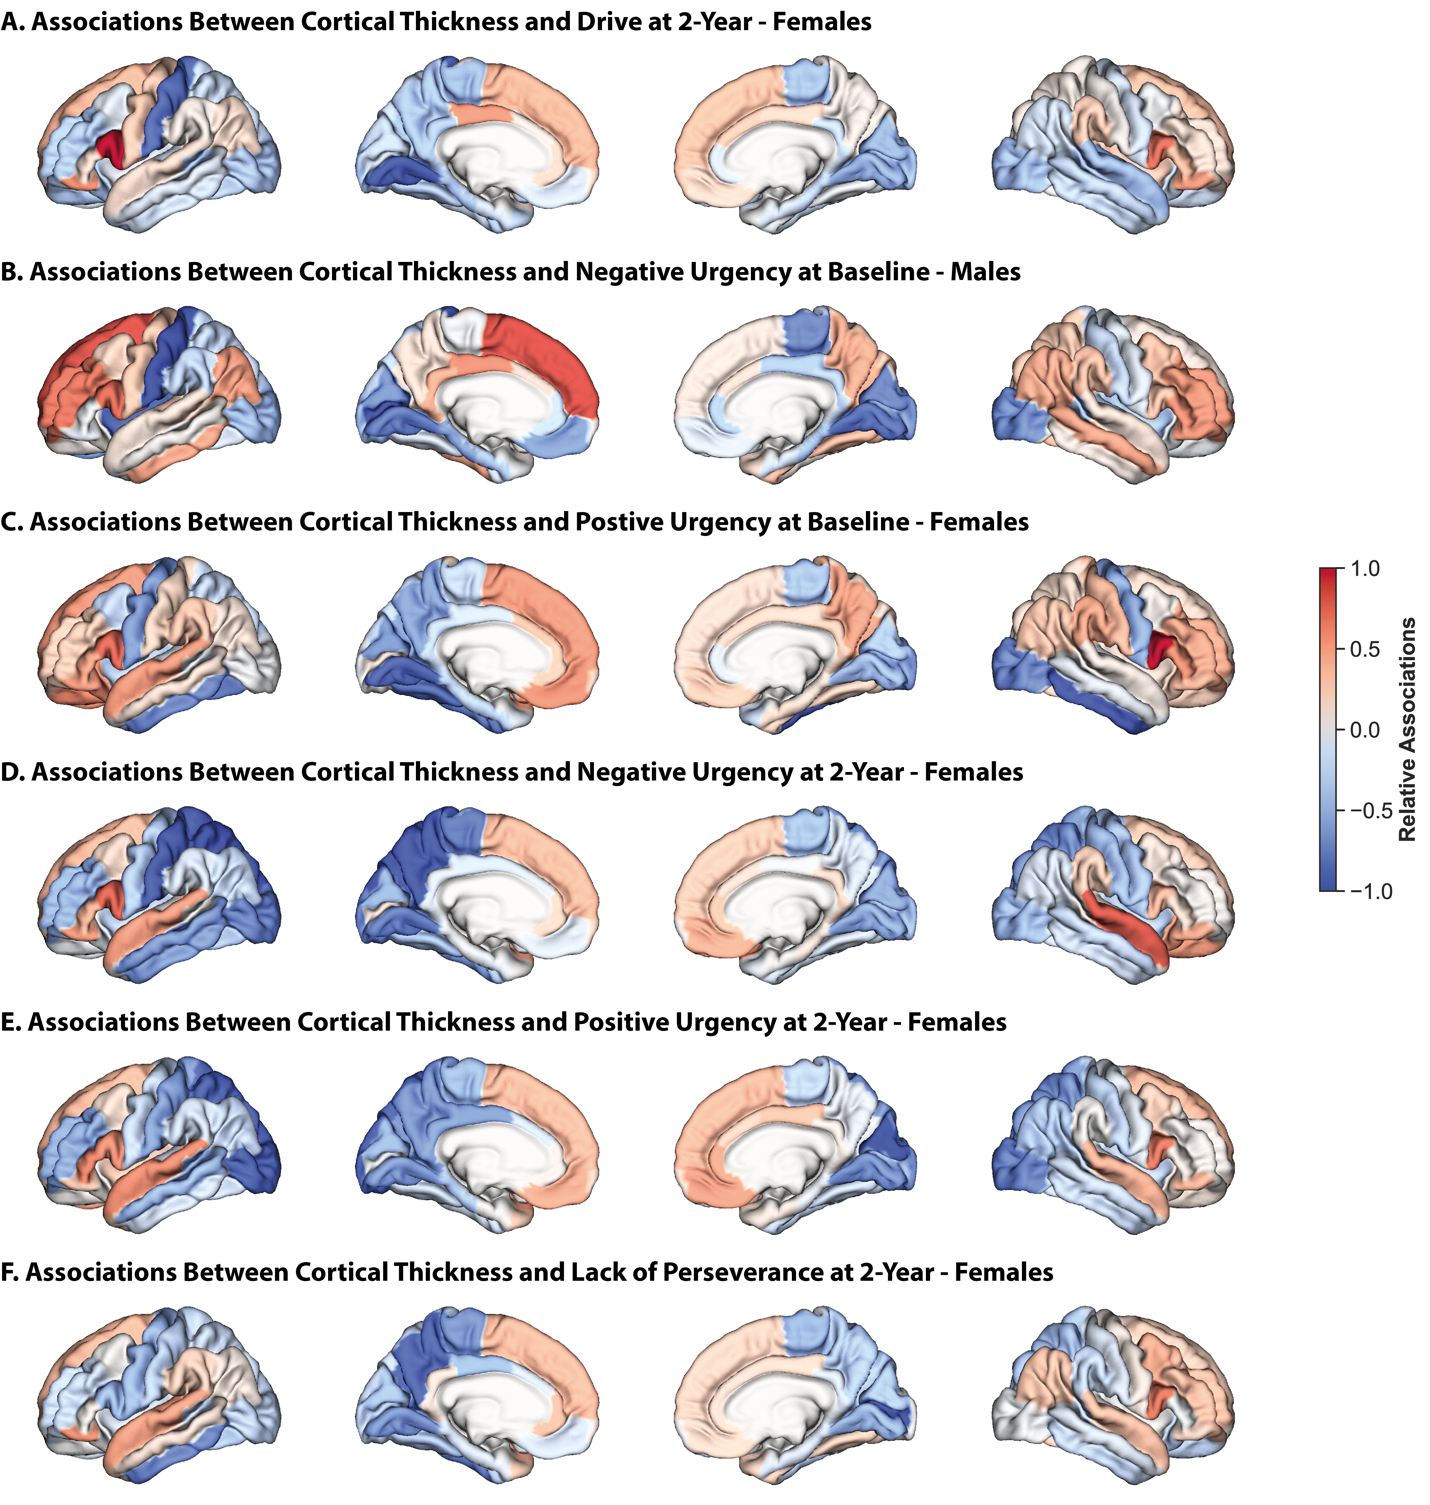 A. Associations Between Cortical Thickness and Drive at 2-Year - Females
B. Associations Between Cortical Thickness and Negative Urgency at Baseline - Males
C. Associations Between Cortical Thickness and Postive Urgency at Baseline - Females
1.0
0.5
0.0
−0.5
−1.0
Relative Associations
D. Associations Between Cortical Thickness and Negative Urgency at 2-Year - Females
E. Associations Between Cortical Thickness and Positive Urgency at 2-Year - Females
F. Associations Between Cortical Thickness and Lack of Perseverance at 2-Year - Females